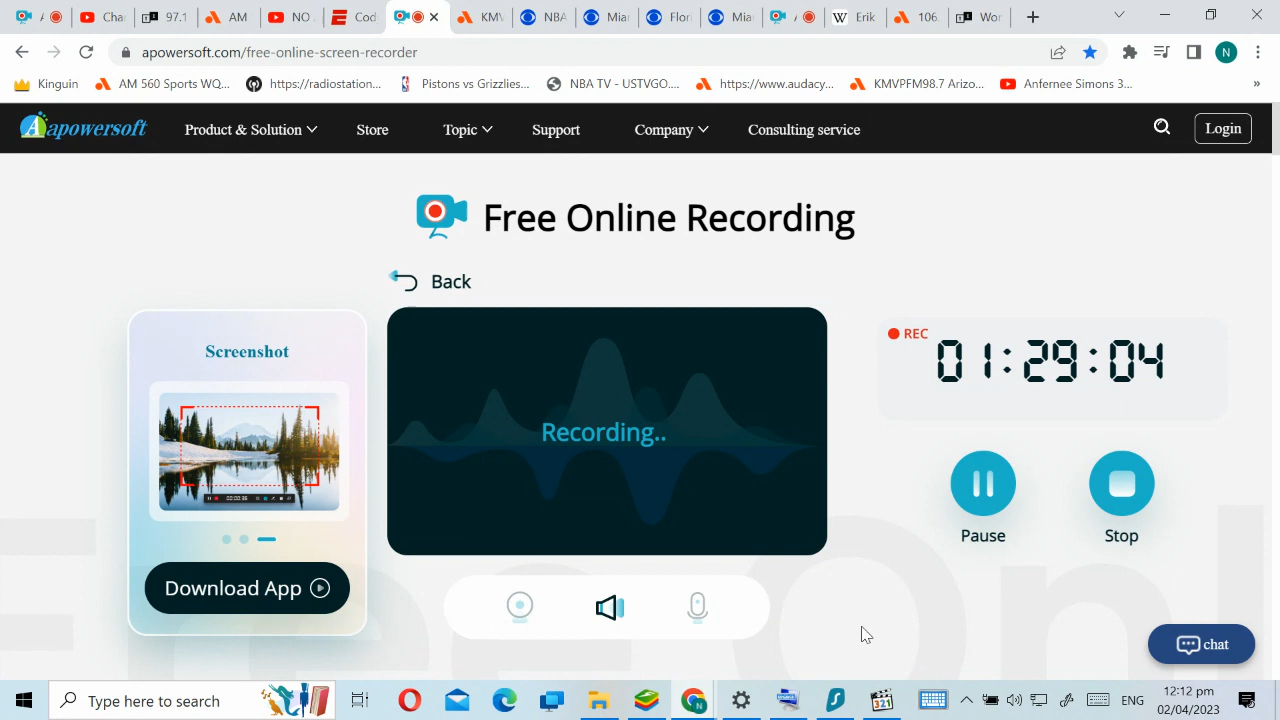 Cha
97.1
AM
NO
Cod
KMV
NBA
Mia
Flor
Mia
Erik
106.
Wor
apowersoft.com/free-online-screen-recorder
N
Kinguin
AM 560 Sports WQ...
https://radiostation...
Pistons vs Grizzlies...
NBA TV - USTVGO....
https://www.audacy...
KMVPFM98.7 Arizo...
Anfernee Simons 3...
»
apowersoft
Product & Solution
Store
Topic
Support
Company
Consulting service
Login
Free Online Recording
Back
Screenshot
Recording..
REC
01:29:04
Download App
Pause
Stop
chat
Type here to search
N
321
ENG
12:12 pm
02/04/2023